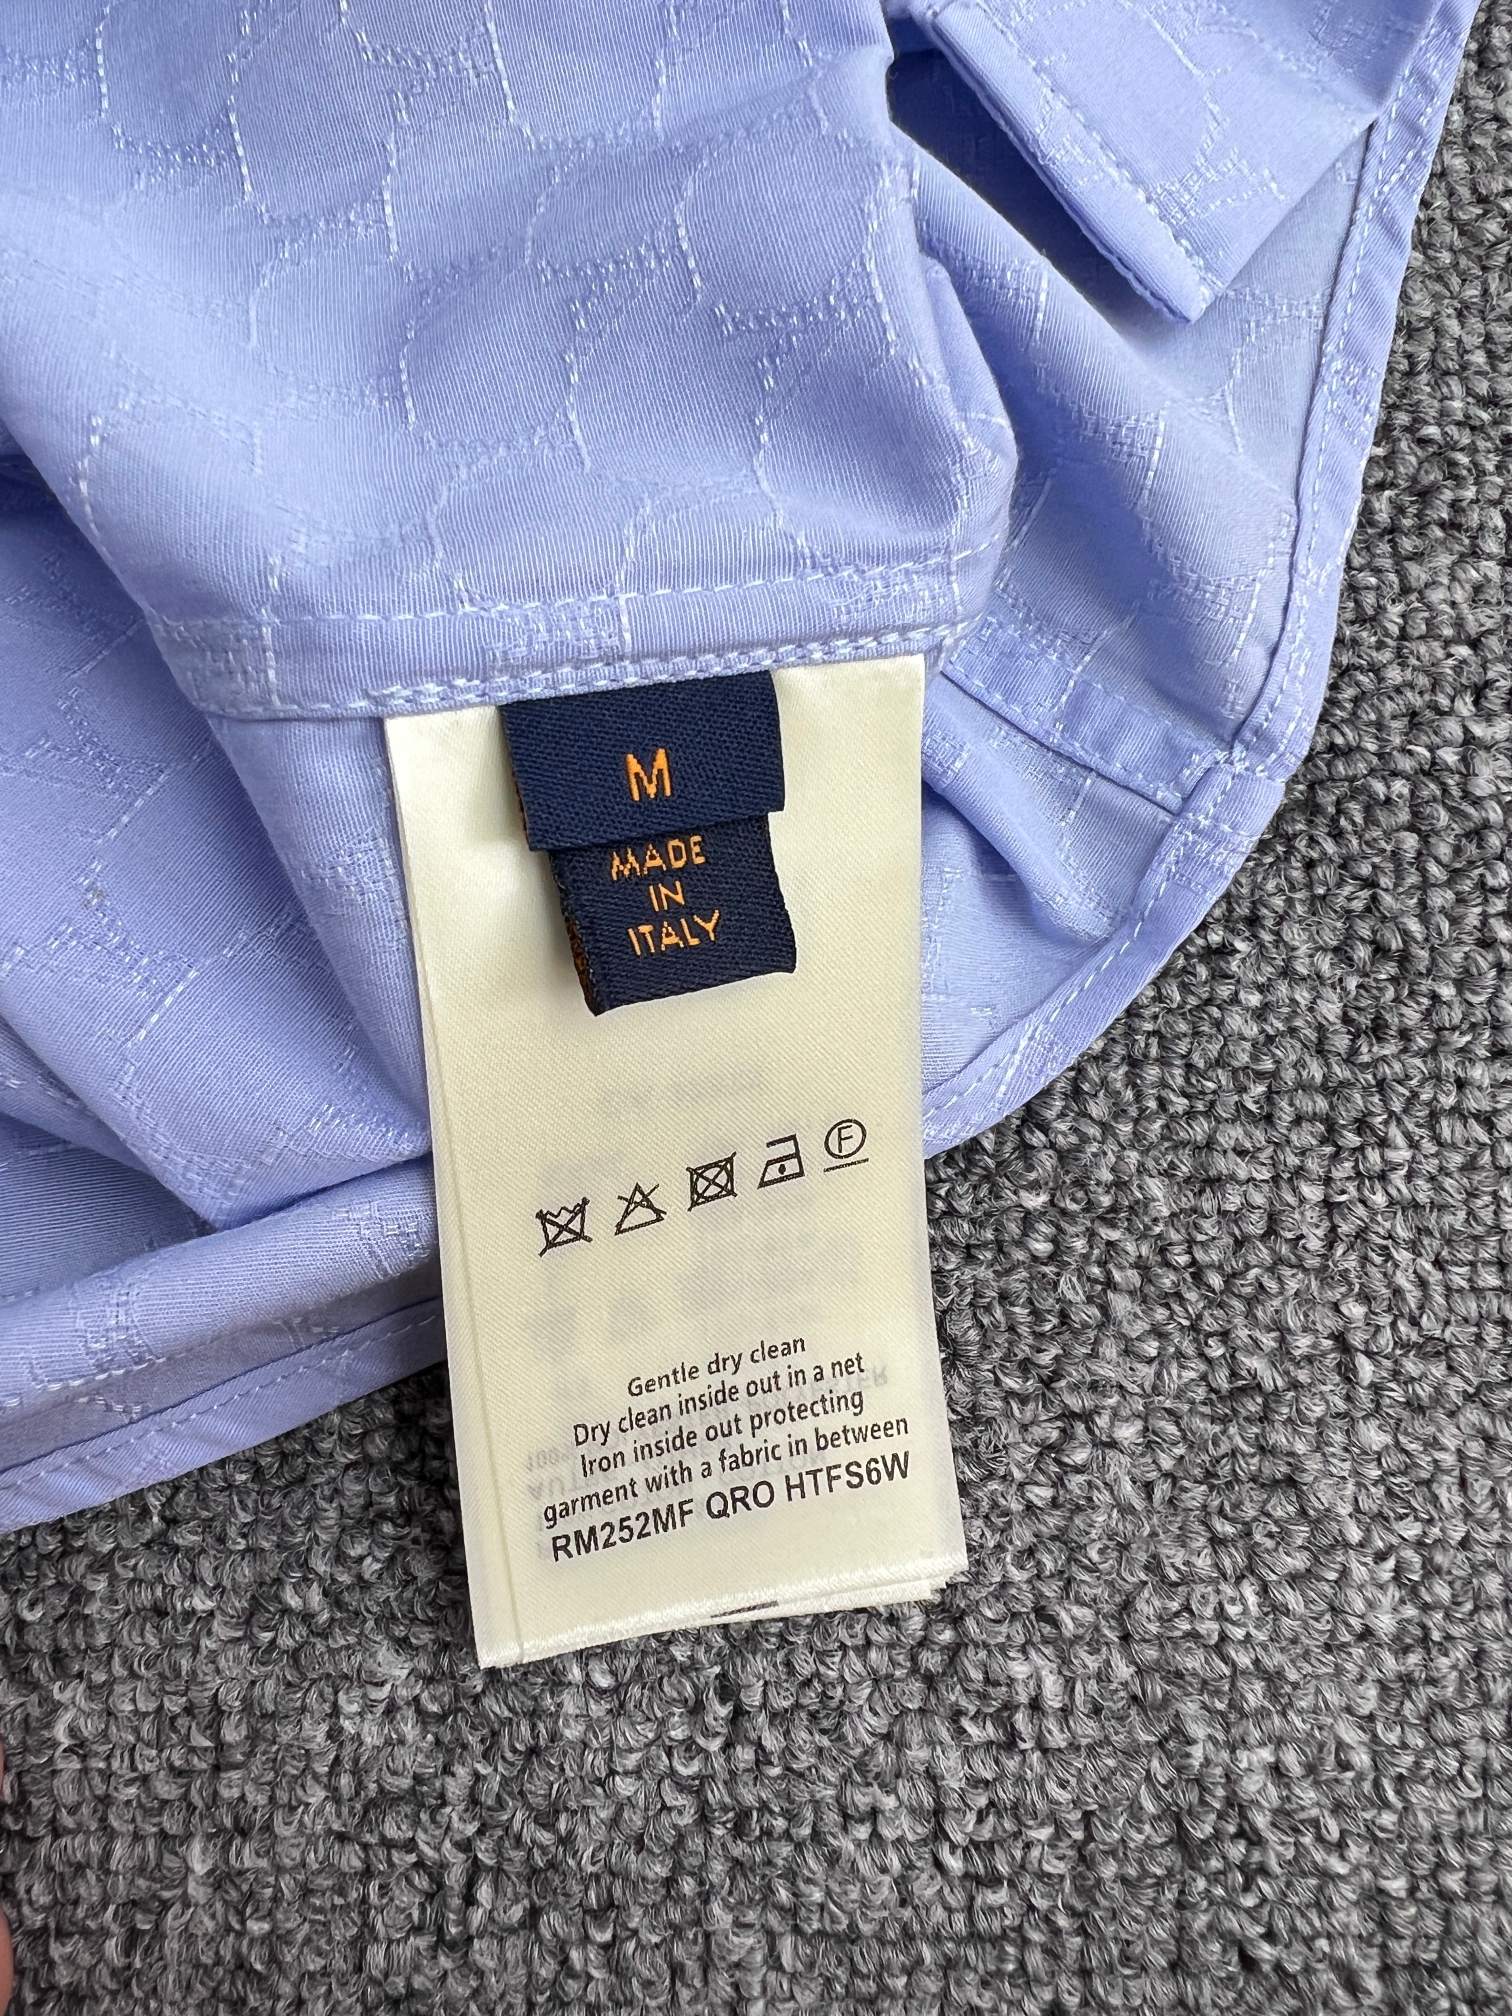 M
MADE
IN
ITALY
F
Gentle dry clean
Dry clean inside out in a net
Iron inside out protecting
garment with a fabric in between
RM252MF QRO HTFS6W